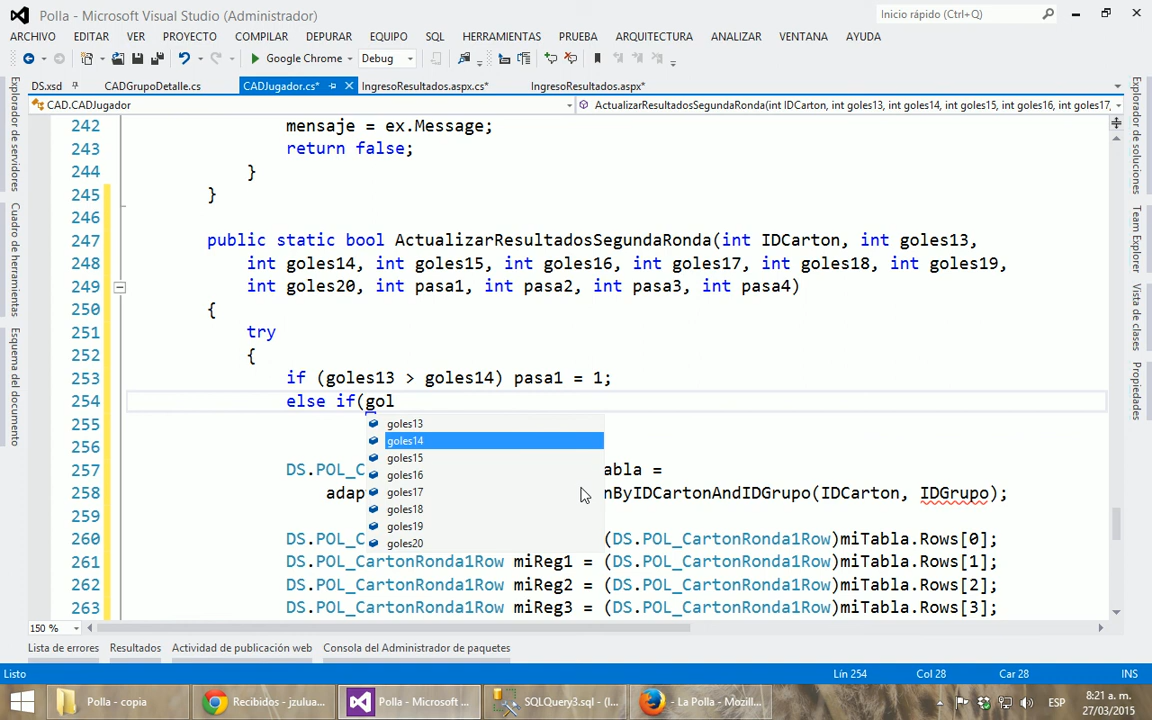 Polla - Microsoft Visual Studio (Administrador)
Inicio rápido (Ctrl+Q)
ARCHIVO EDITAR VER PROYECTO COMPILAR DEPURAR EQUIPO SQL HERRAMIENTAS PRUEBA ARQUITECTURA ANALIZAR VENTANA AYUDA
Google Chrome Debug
DS.xsd CADGrupoDetalle.cs CADJugador.cs* IngresoResultados.aspx.cs* IngresoResultados.aspx*
CAD.CADJugador ActualizarResultadosSegundaRonda(int IDCarton, int goles13, int goles14, int goles15, int goles16, int goles17,
242 mensaje = ex.Message;
243 return false;
244 }
245 }
246
247 public static bool ActualizarResultadosSegundaRonda(int IDCarton, int goles13,
248 int goles14, int goles15, int goles16, int goles17, int goles18, int goles19,
249 int goles20, int pasa1, int pasa2, int pasa3, int pasa4)
250 {
251 try
252 {
253 if (goles13 > goles14) pasa1 = 1;
254 else if(gol
255
256
257 DS.POL_C abla =
258 adap nByIDCartonAndIDGrupo(IDCarton, IDGrupo);
259
260 DS.POL_C (DS.POL_CartonRonda1Row)miTabla.Rows[0];
261 DS.POL_CartonRonda1Row miReg1 = (DS.POL_CartonRonda1Row)miTabla.Rows[1];
262 DS.POL_CartonRonda1Row miReg2 = (DS.POL_CartonRonda1Row)miTabla.Rows[2];
263 DS.POL_CartonRonda1Row miReg3 = (DS.POL_CartonRonda1Row)miTabla.Rows[3];
goles13
goles14
goles15
goles16
goles17
goles18
goles19
goles20
Explorador de servidores
Cuadro de herramientas
Esquema del documento
Explorador de soluciones
Team Explorer
Vista de clases
Propiedades
150 %
Lista de errores Resultados Actividad de publicación web Consola del Administrador de paquetes
Listo Lín 254 Col 28 Car 28 INS
Polla - copia Recibidos - jzulua... Polla - Microsoft ... SQLQuery3.sql - (l... - La Polla - Mozill... ESP
8:21 a. m.
27/03/2015